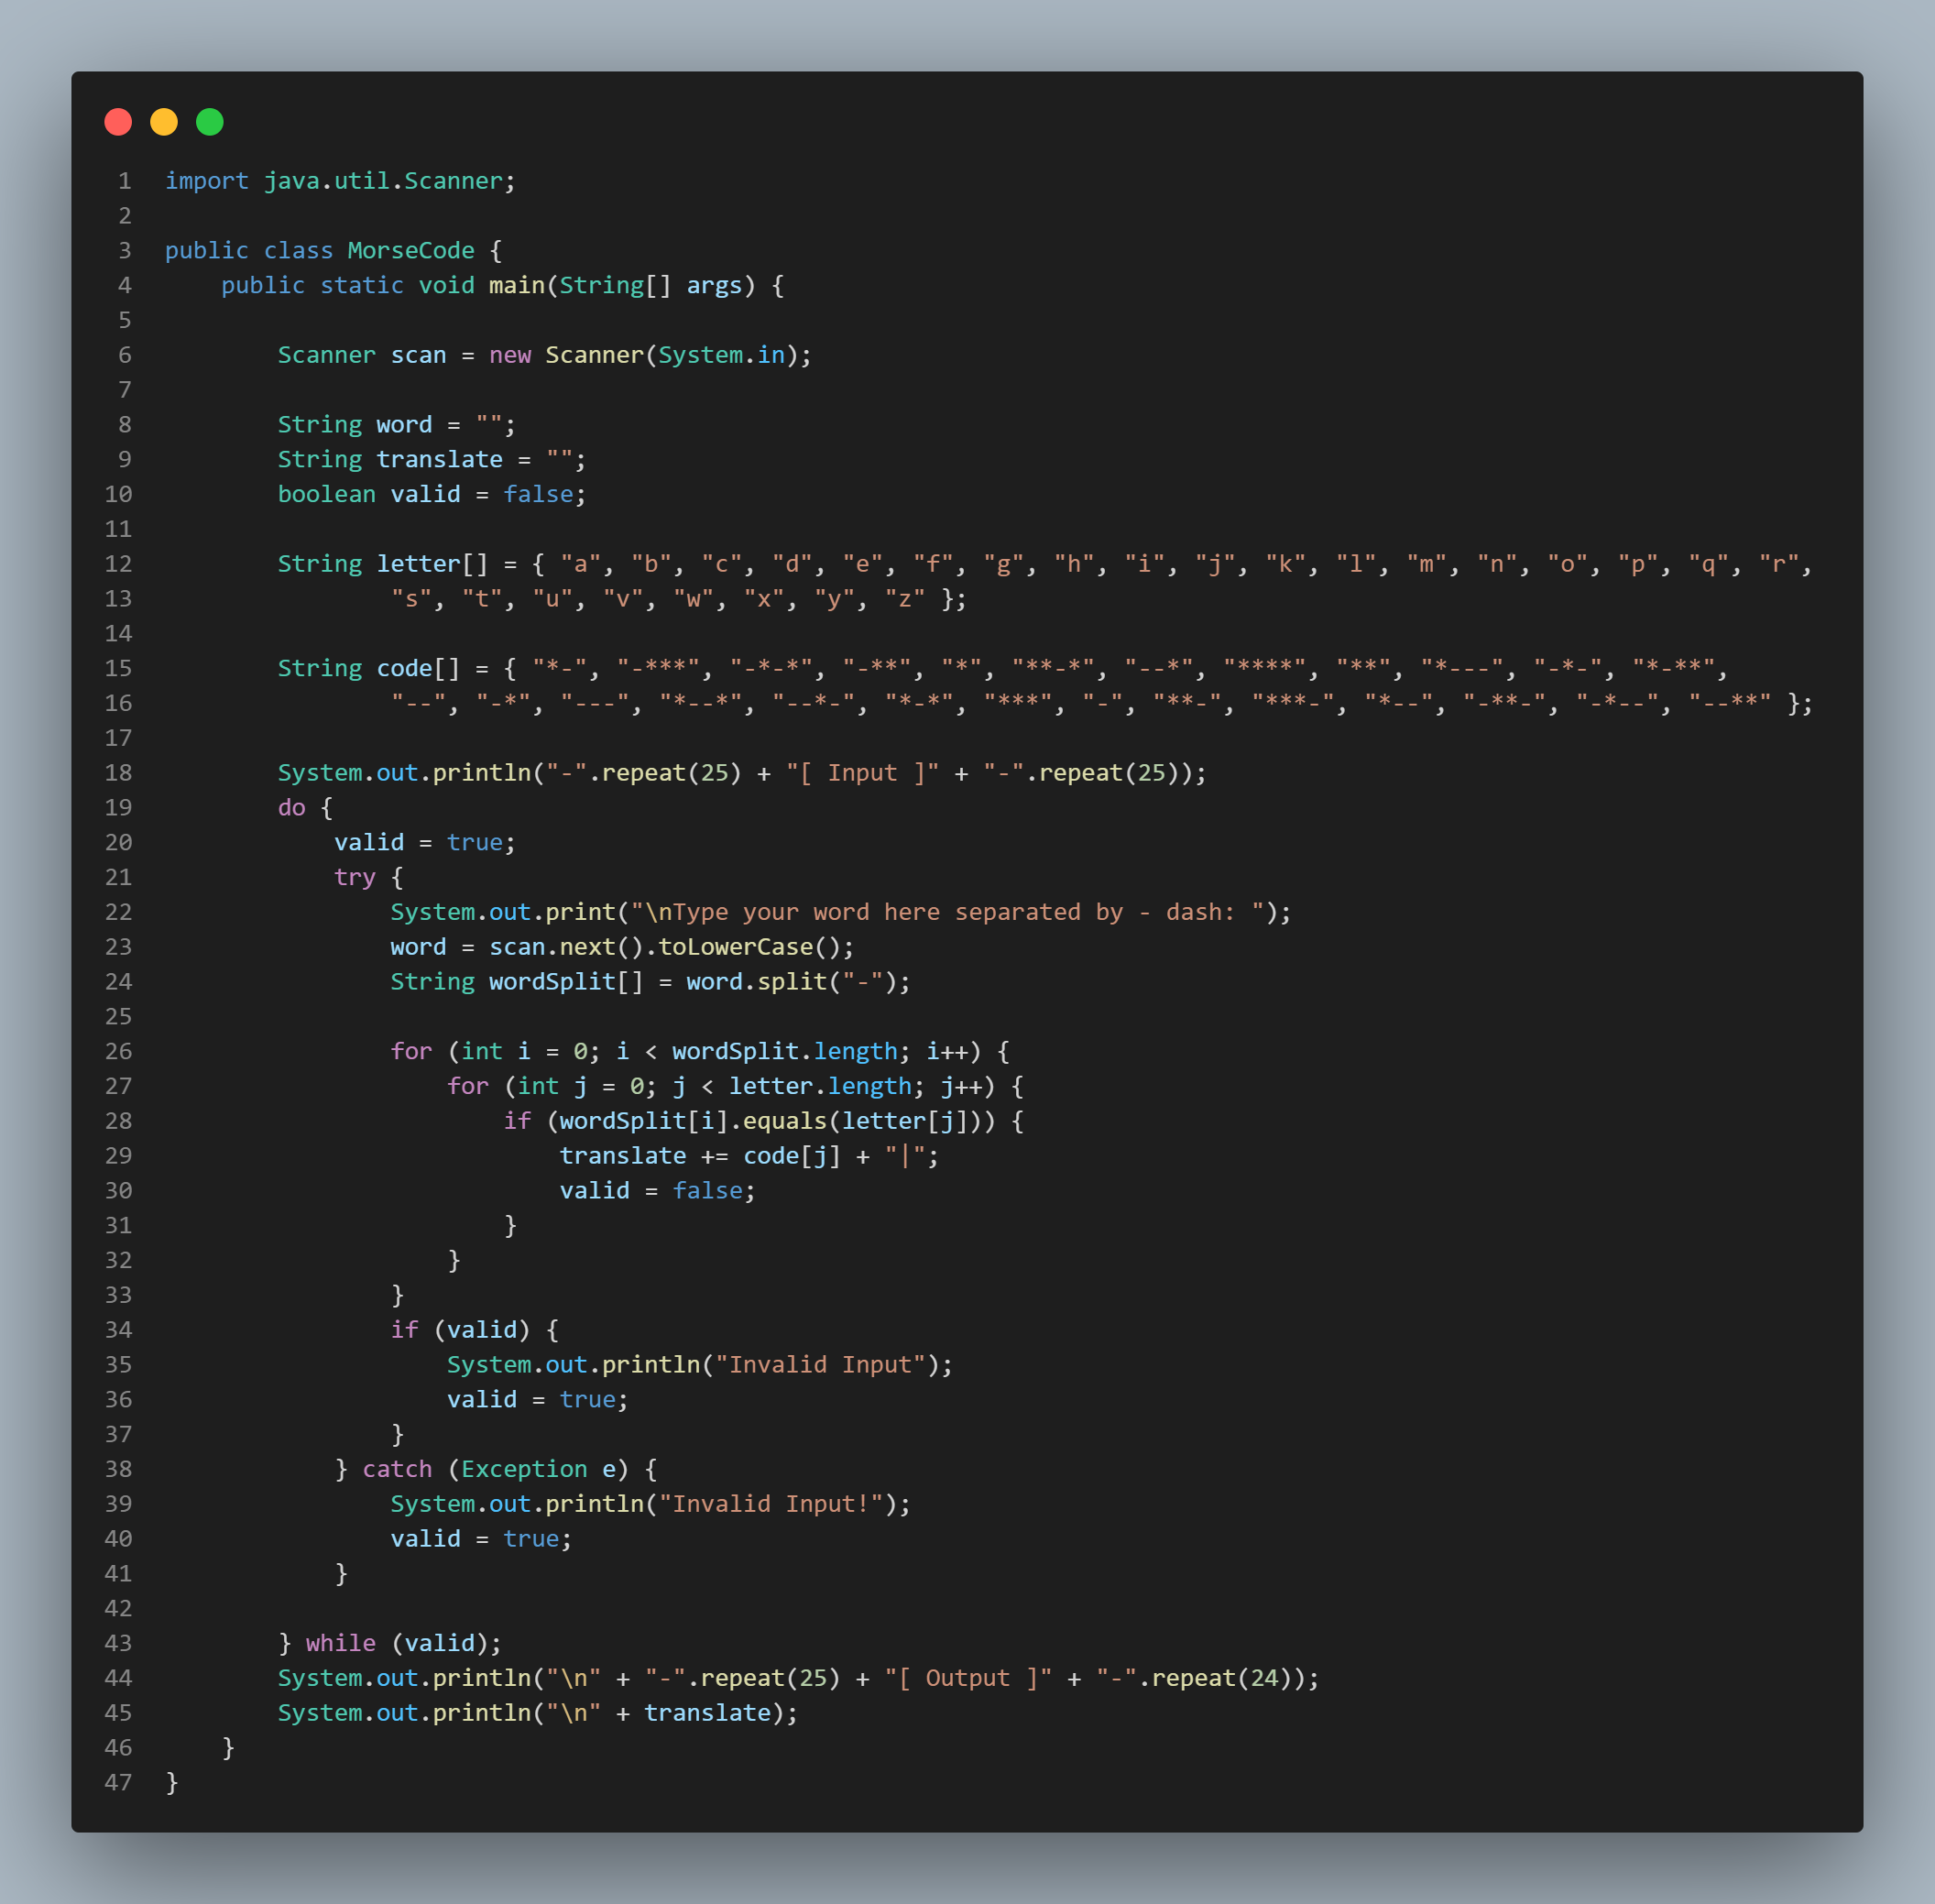 1 import java.util.Scanner;
2
3 public class MorseCode {
4     public static void main(String[] args) {
5
6         Scanner scan = new Scanner(System.in);
7
8         String word = "";
9         String translate = "";
10         boolean valid = false;
11
12         String letter[] = { "a", "b", "c", "d", "e", "f", "g", "h", "i", "j", "k", "l", "m", "n", "o", "p", "q", "r",
13                 "s", "t", "u", "v", "w", "x", "y", "z" };
14
15         String code[] = { "*-", "-***", "-*-*", "-**", "*", "**-*", "--*", "****", "**", "*---", "-*-", "*-**",
16                 "--", "-*", "---", "*--*", "--*-", "*-*", "***", "-", "**-", "***-", "*--", "-**-", "-*--", "--**" };
17
18         System.out.println("-".repeat(25) + "[ Input ]" + "-".repeat(25));
19         do {
20             valid = true;
21             try {
22                 System.out.print("\nType your word here separated by - dash: ");
23                 word = scan.next().toLowerCase();
24                 String wordSplit[] = word.split("-");
25
26                 for (int i = 0; i < wordSplit.length; i++) {
27                     for (int j = 0; j < letter.length; j++) {
28                         if (wordSplit[i].equals(letter[j])) {
29                             translate += code[j] + "|";
30                             valid = false;
31                         }
32                     }
33                 }
34                 if (valid) {
35                     System.out.println("Invalid Input");
36                     valid = true;
37                 }
38             } catch (Exception e) {
39                 System.out.println("Invalid Input!");
40                 valid = true;
41             }
42
43         } while (valid);
44         System.out.println("\n" + "-".repeat(25) + "[ Output ]" + "-".repeat(24));
45         System.out.println("\n" + translate);
46     }
47 }